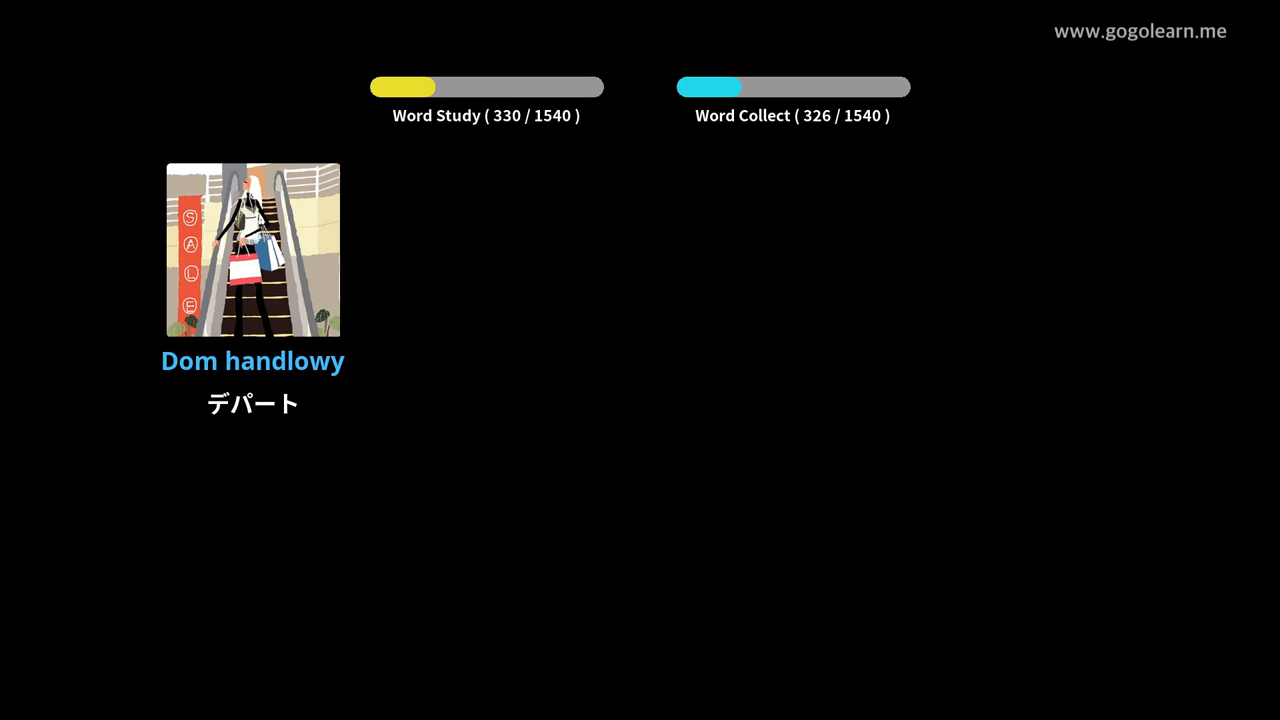 www.gogolearn.me
Word Study ( 330 / 1540 )
Word Collect ( 326 / 1540 )
SALE
Dom handlowy
デパート